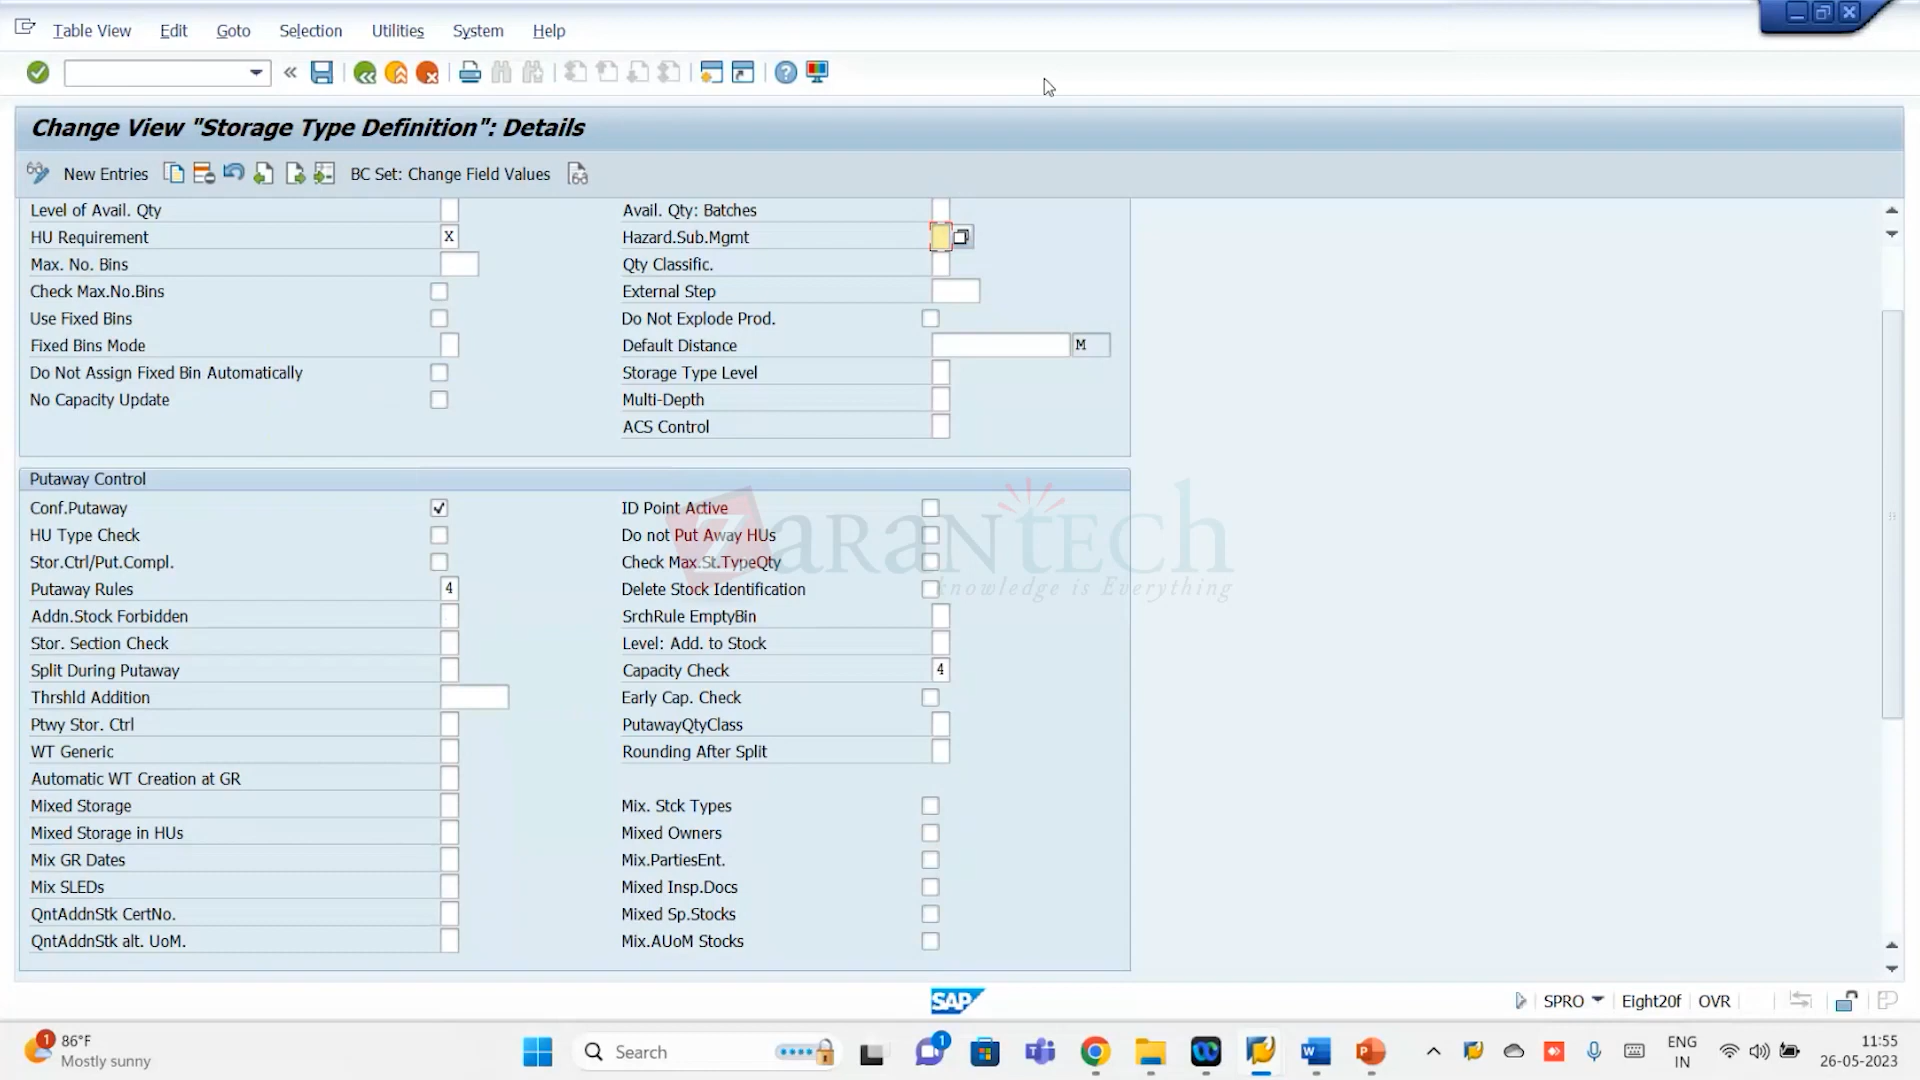 Table View Edit Goto Selection Utilities System Help
Change View "Storage Type Definition": Details
New Entries BC Set: Change Field Values
Level of Avail. Qty Avail. Qty: Batches
HU Requirement X Hazard.Sub.Mgmt
Max. No. Bins Qty Classific.
Check Max.No.Bins External Step
Use Fixed Bins Do Not Explode Prod.
Fixed Bins Mode Default Distance M
Do Not Assign Fixed Bin Automatically Storage Type Level
No Capacity Update Multi-Depth
ACS Control
Putaway Control
Conf.Putaway ID Point Active
HU Type Check Do not Put Away HUs
Stor.Ctrl/Put.Compl. Check Max.St.TypeQty
Putaway Rules 4 Delete Stock Identification
Addn.Stock Forbidden SrchRule EmptyBin
Stor. Section Check Level: Add. to Stock
Split During Putaway Capacity Check 4
Thrshld Addition Early Cap. Check
Ptwy Stor. Ctrl PutawayQtyClass
WT Generic Rounding After Split
Automatic WT Creation at GR
Mixed Storage Mix. Stck Types
Mixed Storage in HUs Mixed Owners
Mix GR Dates Mix.PartiesEnt.
Mix SLEDs Mixed Insp.Docs
QntAddnStk CertNo. Mixed Sp.Stocks
QntAddnStk alt. UoM. Mix.AUoM Stocks
ZaranTech
knowledge is Everything
SAP SPRO Eight20f OVR
1 86°F
Mostly sunny
Search
1
ENG
IN
11:55
26-05-2023